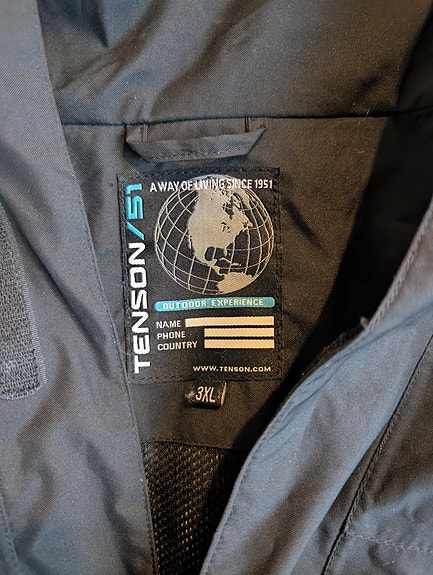 A WAY OF LIVING SINCE 1951
TENSON/51
OUTDOOR EXPERIENCE
NAME
PHONE
COUNTRY
WWW.TENSON.COM
3XL